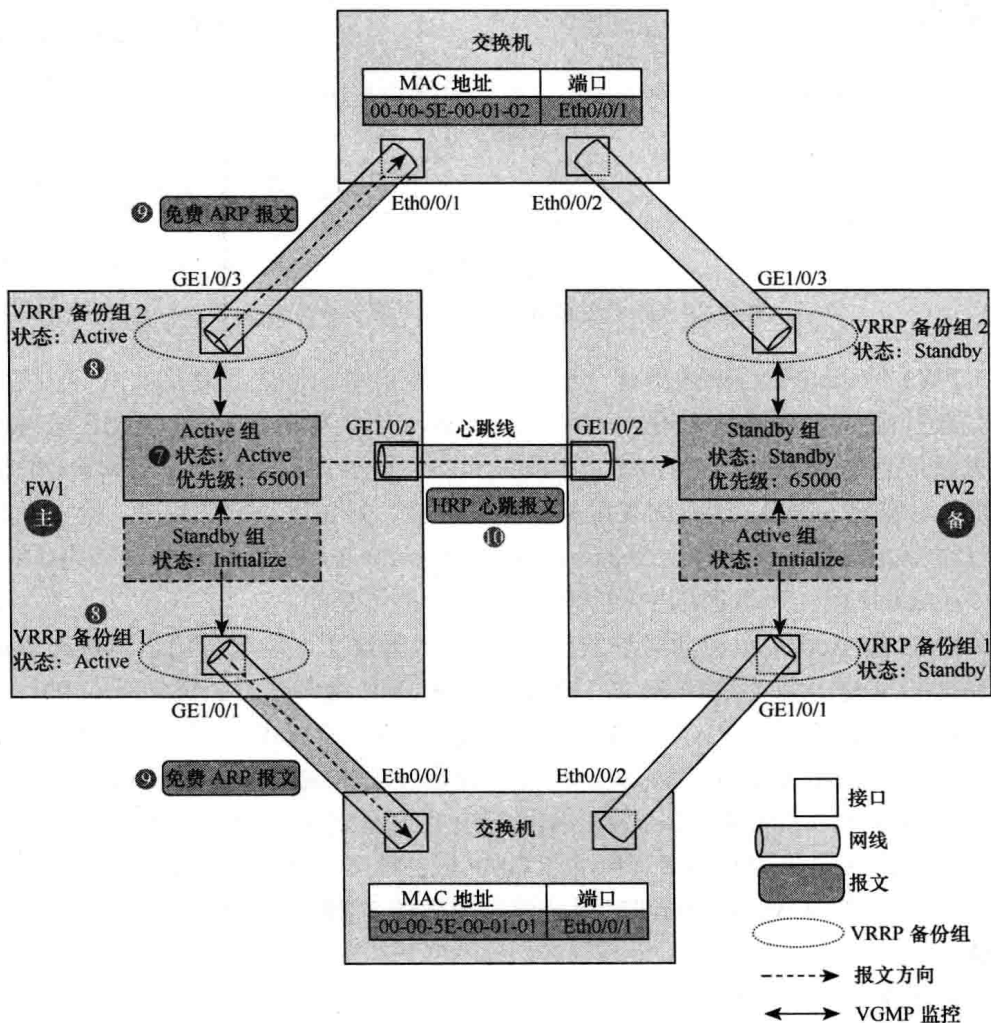 交换机
MAC 地址 端口
00-00-5E-00-01-02 Eth0/0/1
Eth0/0/1 Eth0/0/2
❾ 免费 ARP 报文
GE1/0/3 GE1/0/3
VRRP 备份组 2
状态：Active
❽
VRRP 备份组 2
状态：Standby
Active 组
❼ 状态：Active
优先级：65001
GE1/0/2 心跳线 GE1/0/2
HRP 心跳报文
❿
Standby 组
状态：Standby
优先级：65000
FW1
主
Standby 组
状态：Initialize
Active 组
状态：Initialize
FW2
备
❽
VRRP 备份组 1
状态：Active
VRRP 备份组 1
状态：Standby
GE1/0/1 GE1/0/1
❾ 免费 ARP 报文
Eth0/0/1 Eth0/0/2
交换机
MAC 地址 端口
00-00-5E-00-01-01 Eth0/0/1
接口
网线
报文
VRRP 备份组
报文方向
VGMP 监控